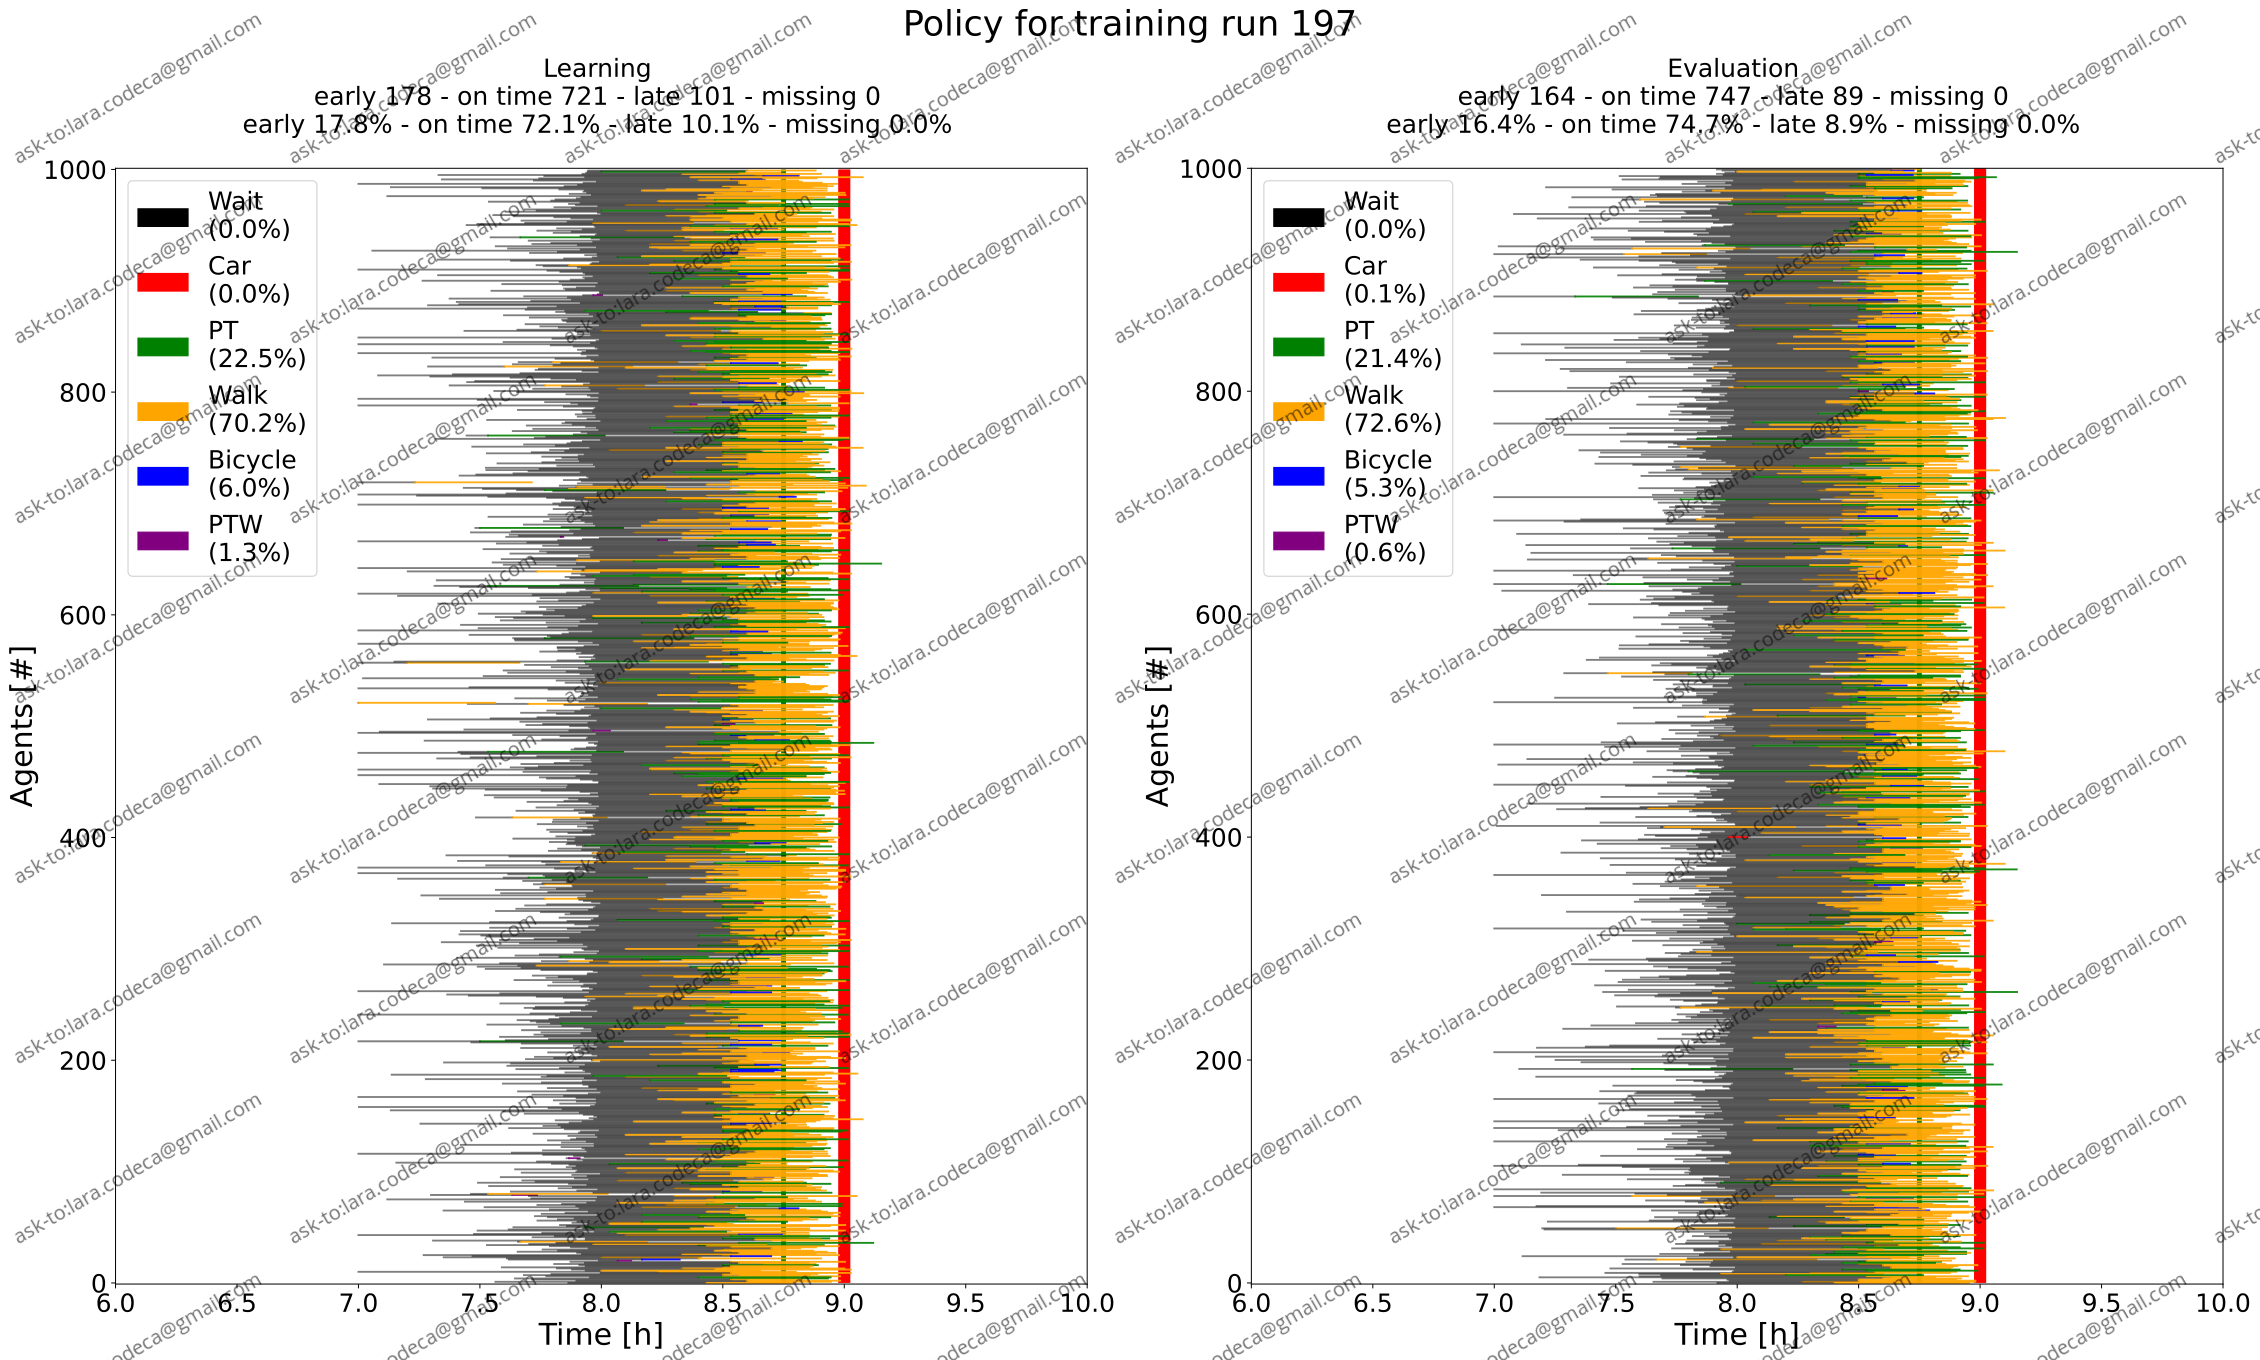 Policy for training run 197
Learning
early 178 - on time 721 - late 101 - missing 0
early 17.8% - on time 72.1% - late 10.1% - missing 0.0%
Evaluation
early 164 - on time 747 - late 89 - missing 0
early 16.4% - on time 74.7% - late 8.9% - missing 0.0%
Agents [#]
1000
800
600
400
200
0
Wait
(0.0%)
Car
(0.0%)
PT
(22.5%)
Walk
(70.2%)
Bicycle
(6.0%)
PTW
(1.3%)
6.0 6.5 7.0 7.5 8.0 8.5 9.0 9.5 10.0
Time [h]
Agents [#]
1000
800
600
400
200
0
Wait
(0.0%)
Car
(0.1%)
PT
(21.4%)
Walk
(72.6%)
Bicycle
(5.3%)
PTW
(0.6%)
6.0 6.5 7.0 7.5 8.0 8.5 9.0 9.5 10.0
Time [h]
ask-to:lara.codeca@gmail.com